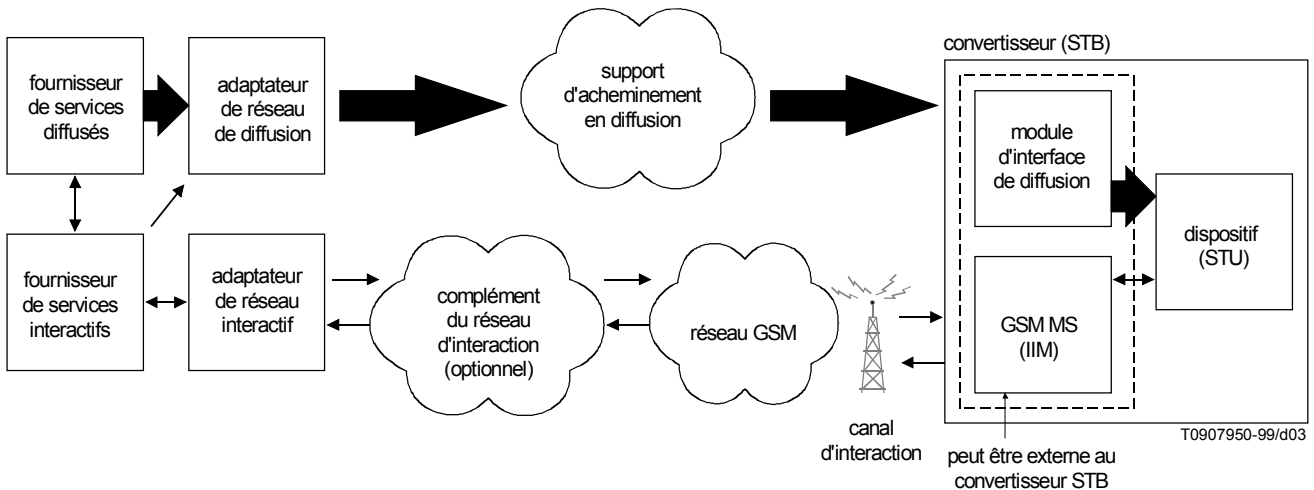 convertisseur (STB)
fournisseur
de services
diffusés
adaptateur
de réseau
de diffusion
support
d'acheminement
en diffusion
module
d'interface
de diffusion
dispositif
(STU)
fournisseur
de services
interactifs
adaptateur
de réseau
interactif
complément
du réseau
d'interaction
(optionnel)
réseau GSM
GSM MS
(IIM)
canal
d'interaction
T0907950-99/d03
peut être externe au
convertisseur STB